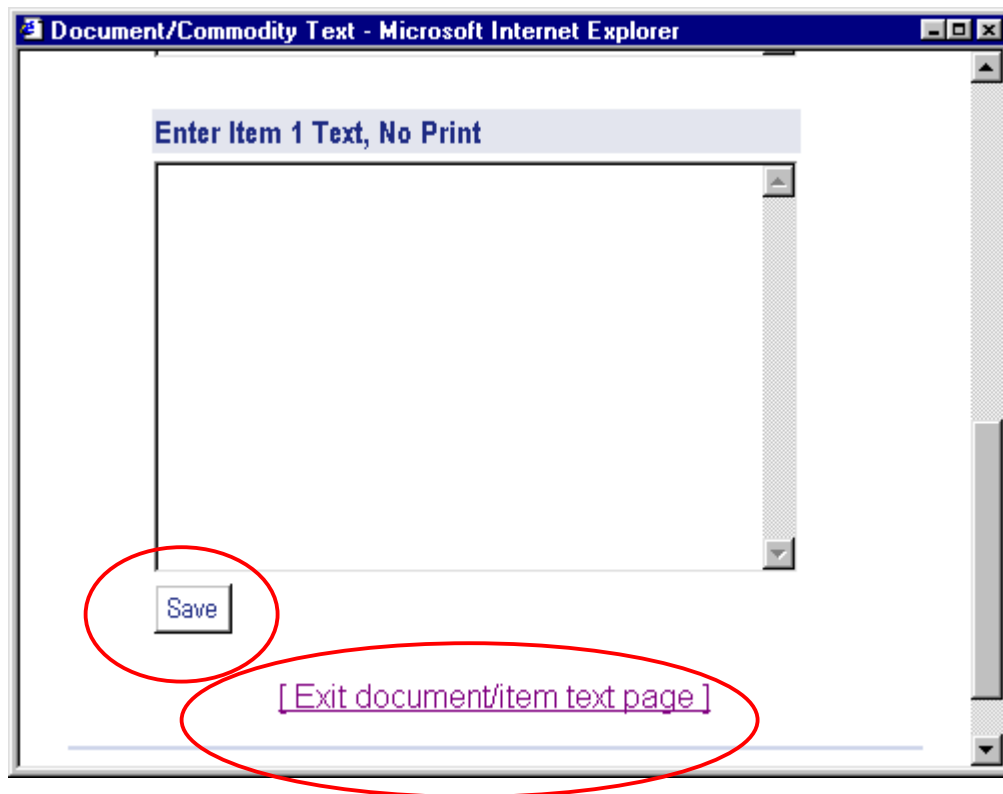 Document/Commodity Text - Microsoft Internet Explorer
Enter Item 1 Text, No Print
Save
[ Exit document/item text page ]